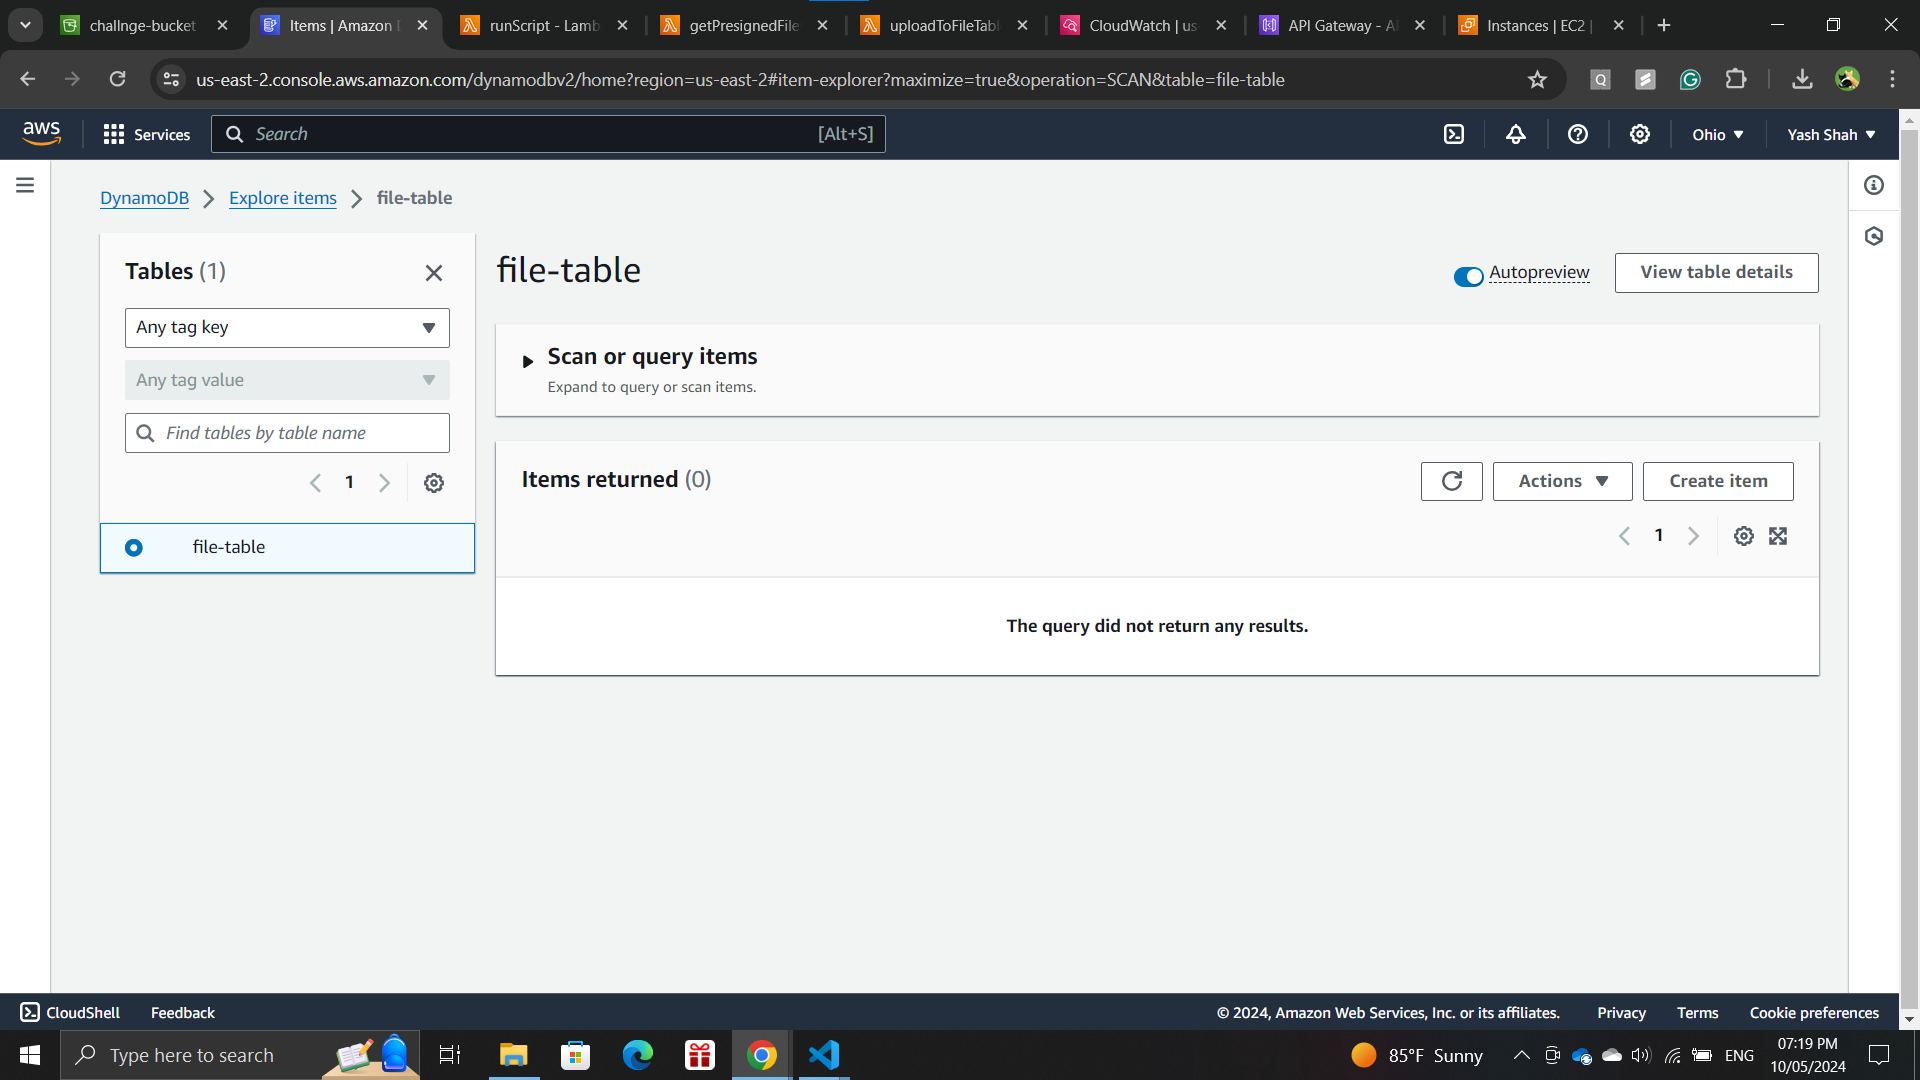 challnge-bucket
Items | Amazon D
runScript - Lamb
getPresignedFile
uploadToFileTabl
CloudWatch | us
API Gateway - A
Instances | EC2 |
us-east-2.console.aws.amazon.com/dynamodbv2/home?region=us-east-2#item-explorer?maximize=true&operation=SCAN&table=file-table
aws
Services
Search
[Alt+S]
Ohio
Yash Shah
DynamoDB
Explore items
file-table
Tables (1)
Any tag key
Any tag value
Find tables by table name
1
file-table
file-table
Autopreview
View table details
Scan or query items
Expand to query or scan items.
Items returned (0)
Actions
Create item
1
The query did not return any results.
CloudShell
Feedback
© 2024, Amazon Web Services, Inc. or its affiliates.
Privacy
Terms
Cookie preferences
Type here to search
85°F Sunny
ENG
07:19 PM
10/05/2024